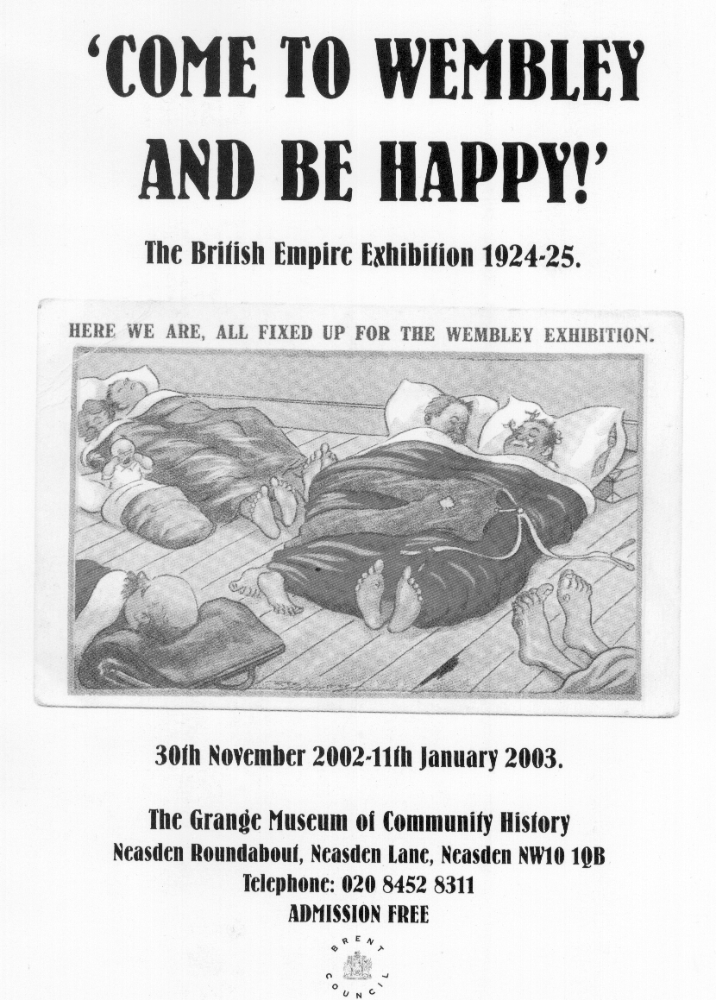 ‘COME TO WEMBLEY
AND BE HAPPY!’
The British Empire Exhibition 1924-25.
HERE WE ARE, ALL FIXED UP FOR THE WEMBLEY EXHIBITION.
30th November 2002-11th January 2003.
The Grange Museum of Community History
Neasden Roundabout, Neasden Lane, Neasden NW10 1QB
Telephone: 020 8452 8311
ADMISSION FREE
BRENT
COUNCIL